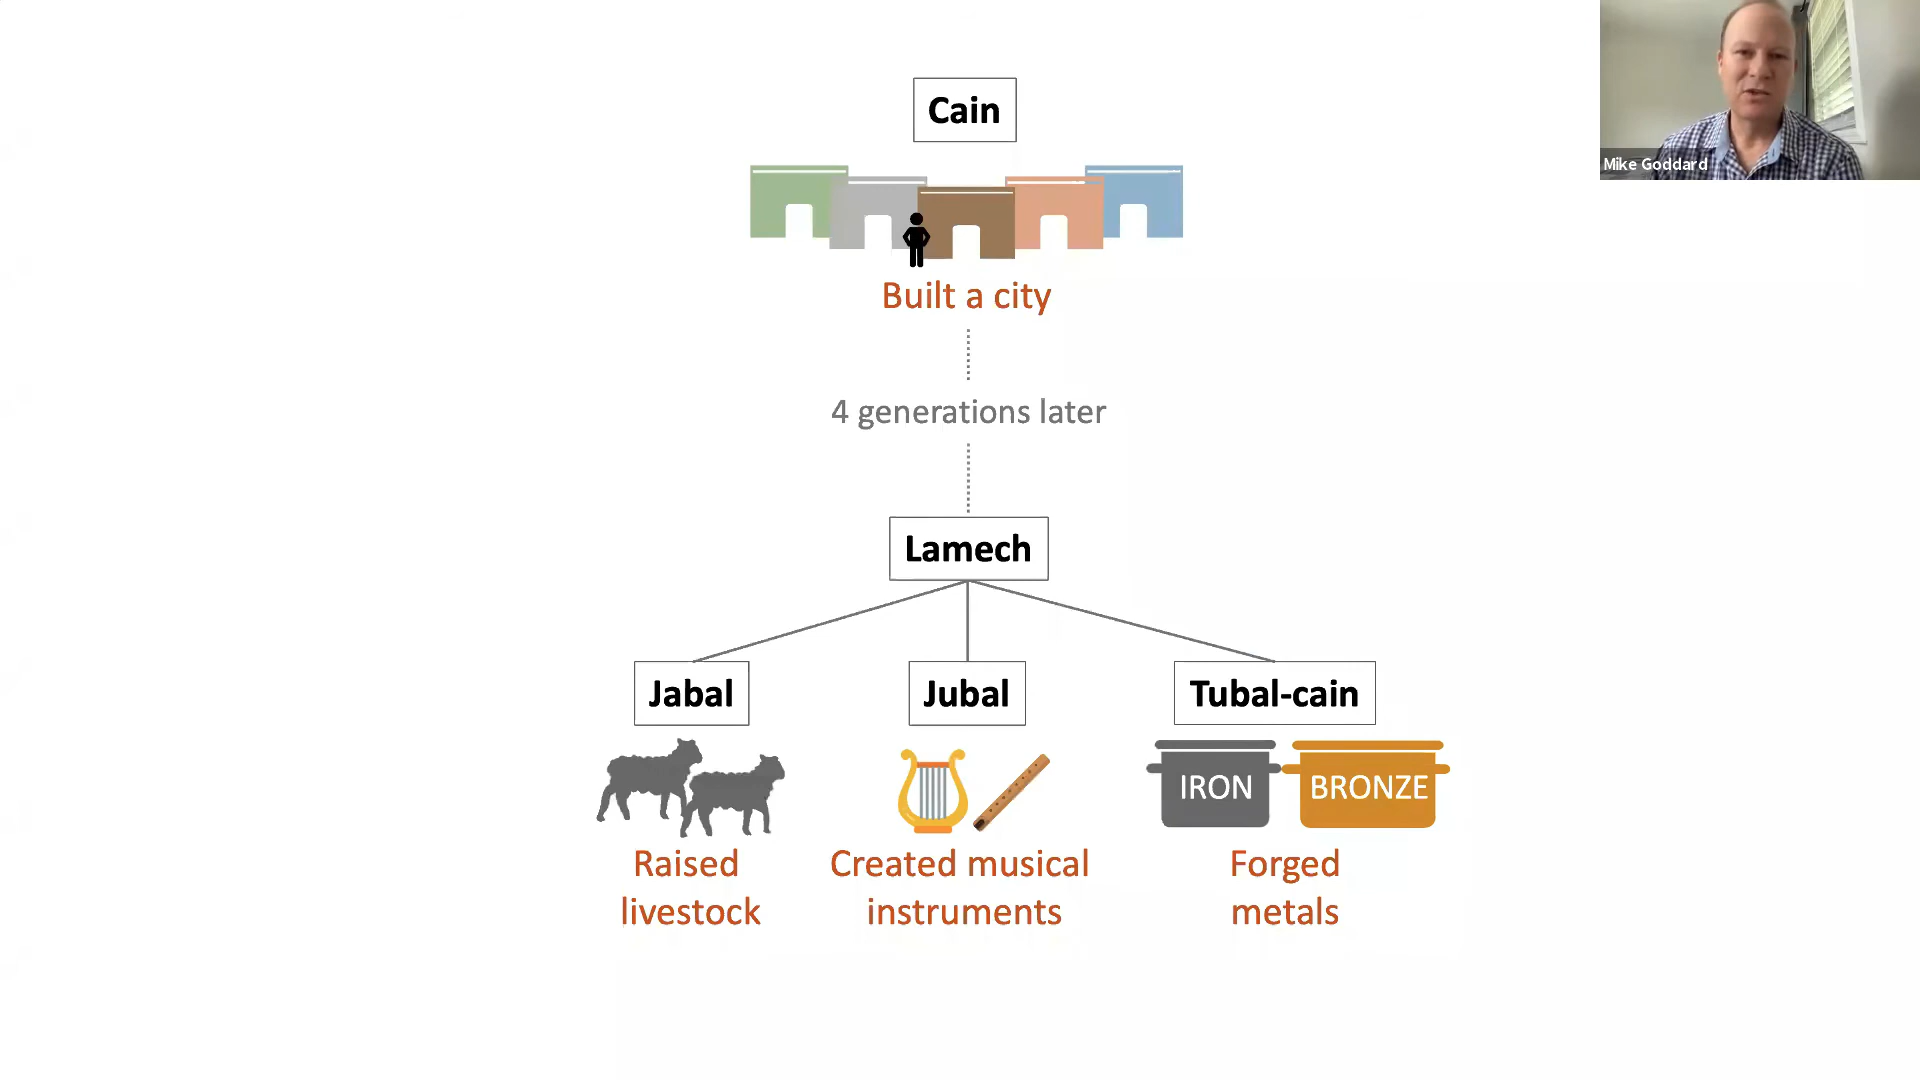 Cain
Mike Goddard
Built a city
4 generations later
Lamech
Jabal
Jubal
Tubal-cain
IRON
BRONZE
Raised
livestock
Created musical
instruments
Forged
metals